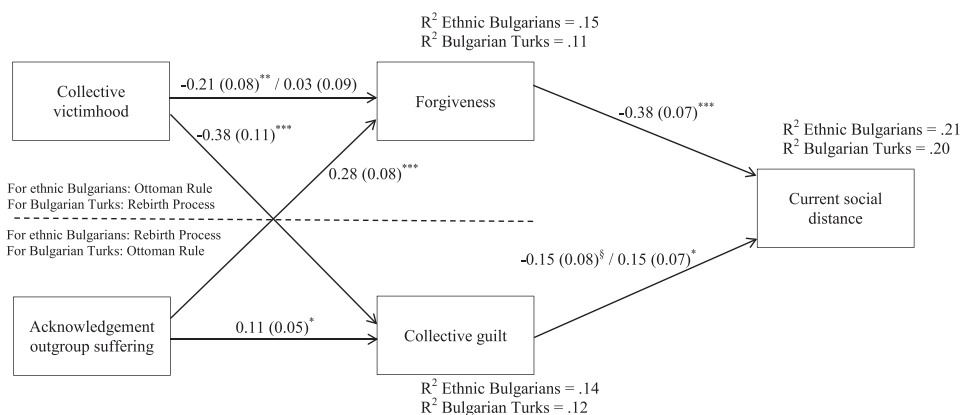 R² Ethnic Bulgarians = .15
R² Bulgarian Turks = .11
Collective
victimhood
-0.21 (0.08)** / 0.03 (0.09)
Forgiveness
-0.38 (0.11)***
-0.38 (0.07)***
R² Ethnic Bulgarians = .21
R² Bulgarian Turks = .20
0.28 (0.08)***
For ethnic Bulgarians: Ottoman Rule
For Bulgarian Turks: Rebirth Process
Current social
distance
For ethnic Bulgarians: Rebirth Process
For Bulgarian Turks: Ottoman Rule
-0.15 (0.08)§ / 0.15 (0.07)*
Acknowledgement
outgroup suffering
0.11 (0.05)*
Collective guilt
R² Ethnic Bulgarians = .14
R² Bulgarian Turks = .12